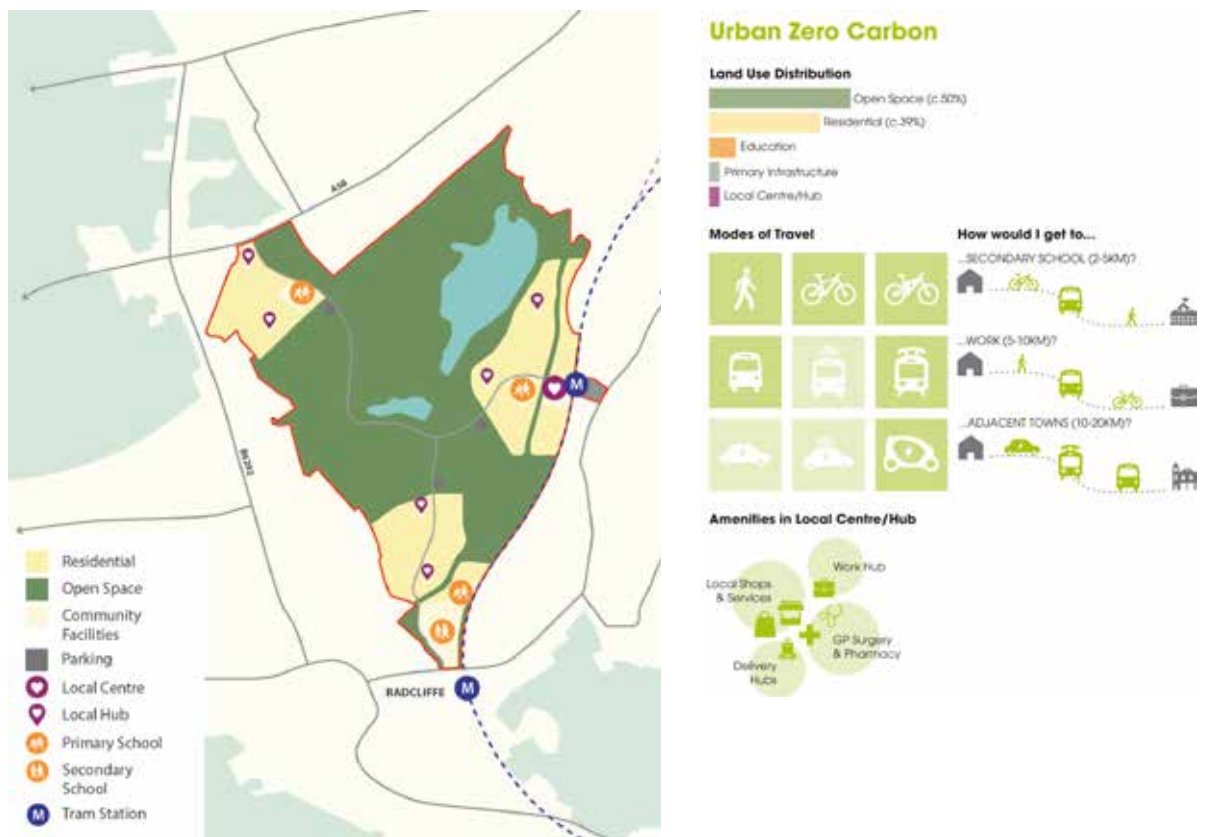 A56
B6292
RADCLIFFE
M
M
Residential
Open Space
Community
Facilities
Parking
Local Centre
Local Hub
Primary School
Secondary
School
M
Tram Station
Urban Zero Carbon
Land Use Distribution
Open Space (c.50%)
Residential (c.39%)
Education
Primary Infrastructure
Local Centre/Hub
Modes of Travel
How would I get to...
...SECONDARY SCHOOL (2-5KM)?
...WORK (5-10KM)?
...ADJACENT TOWNS (10-20KM)?
Amenities in Local Centre/Hub
Work Hub
Local Shops
& Services
GP Surgery
& Pharmacy
Delivery
Hubs